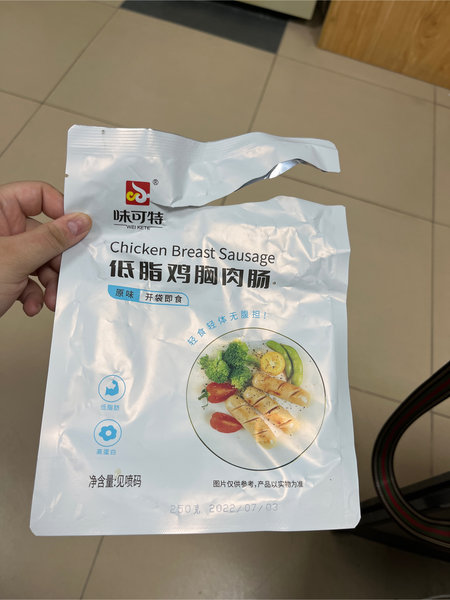 ®
味可特
WEI KETE
Chicken Breast Sausage
低脂鸡胸肉肠
原味 开袋即食
轻食轻体无腹担!
低脂肪
高蛋白
净含量:见喷码
图片仅供参考,产品以实物为准
250克 2022/07/03